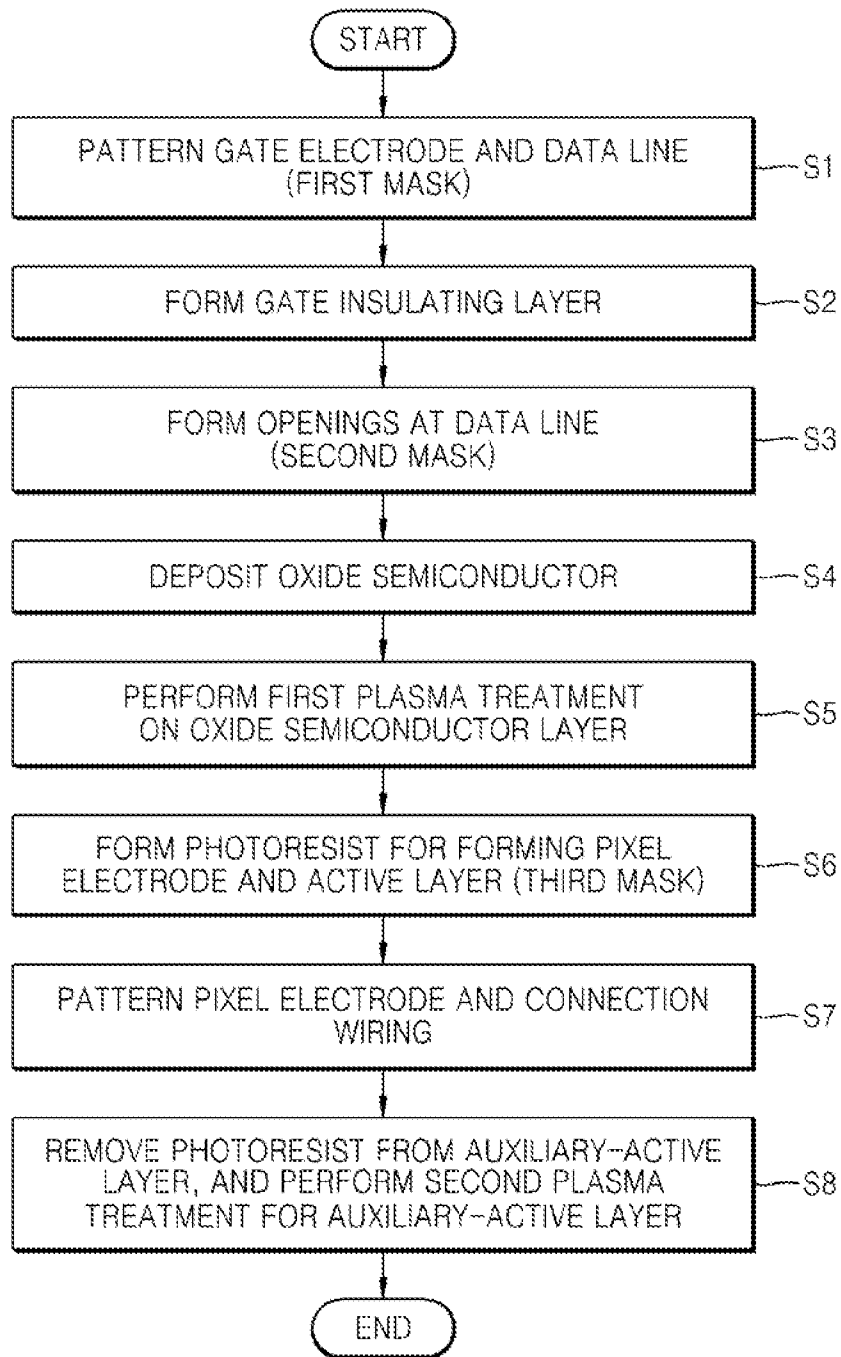 START
PATTERN GATE ELECTRODE AND DATA LINE
(FIRST MASK)
S1
FORM GATE INSULATING LAYER
S2
FORM OPENINGS AT DATA LINE
(SECOND MASK)
S3
DEPOSIT OXIDE SEMICONDUCTOR
S4
PERFORM FIRST PLASMA TREATMENT
ON OXIDE SEMICONDUCTOR LAYER
S5
FORM PHOTORESIST FOR FORMING PIXEL
ELECTRODE AND ACTIVE LAYER (THIRD MASK)
S6
PATTERN PIXEL ELECTRODE AND CONNECTION
WIRING
S7
REMOVE PHOTORESIST FROM AUXILIARY-ACTIVE
LAYER, AND PERFORM SECOND PLASMA
TREATMENT FOR AUXILIARY-ACTIVE LAYER
S8
END